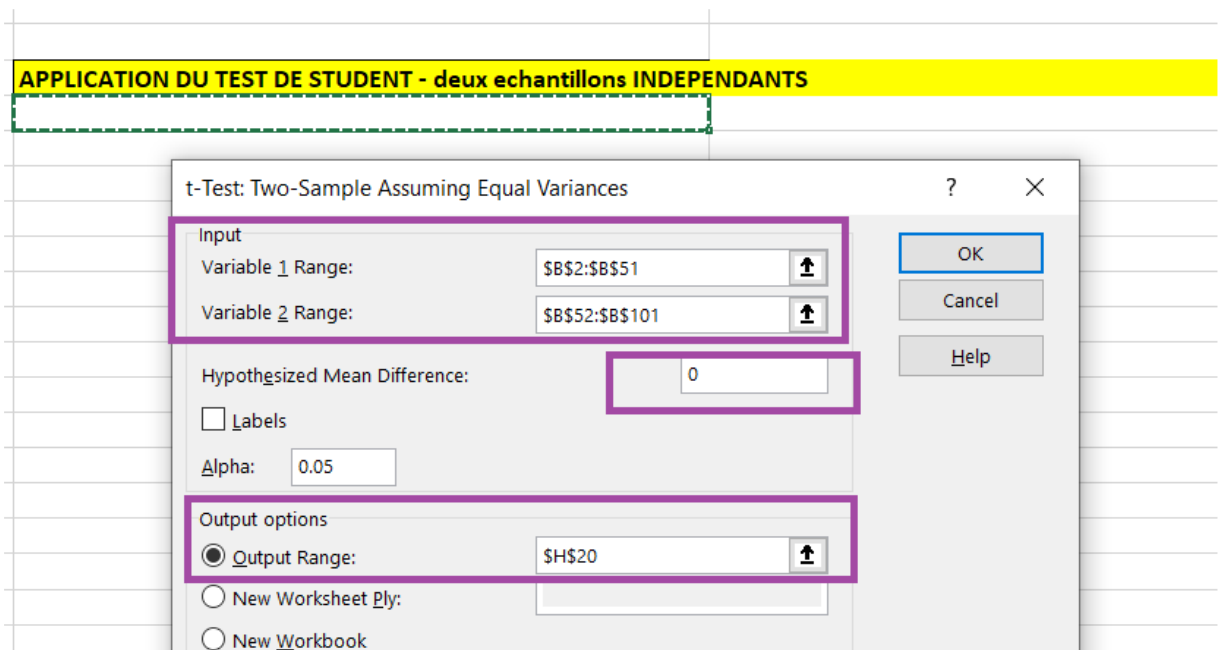 APPLICATION DU TEST DE STUDENT - deux echantillons INDEPENDANTS
t-Test: Two-Sample Assuming Equal Variances ?
Input
OK
Variable 1 Range: $B$2:$B$51
Cancel
Variable 2 Range: $B$52:$B$101
Help
Hypothesized Mean Difference: 0
Labels
Alpha: 0.05
Output options
Output Range: $H$20
New Worksheet Ply:
New Workbook